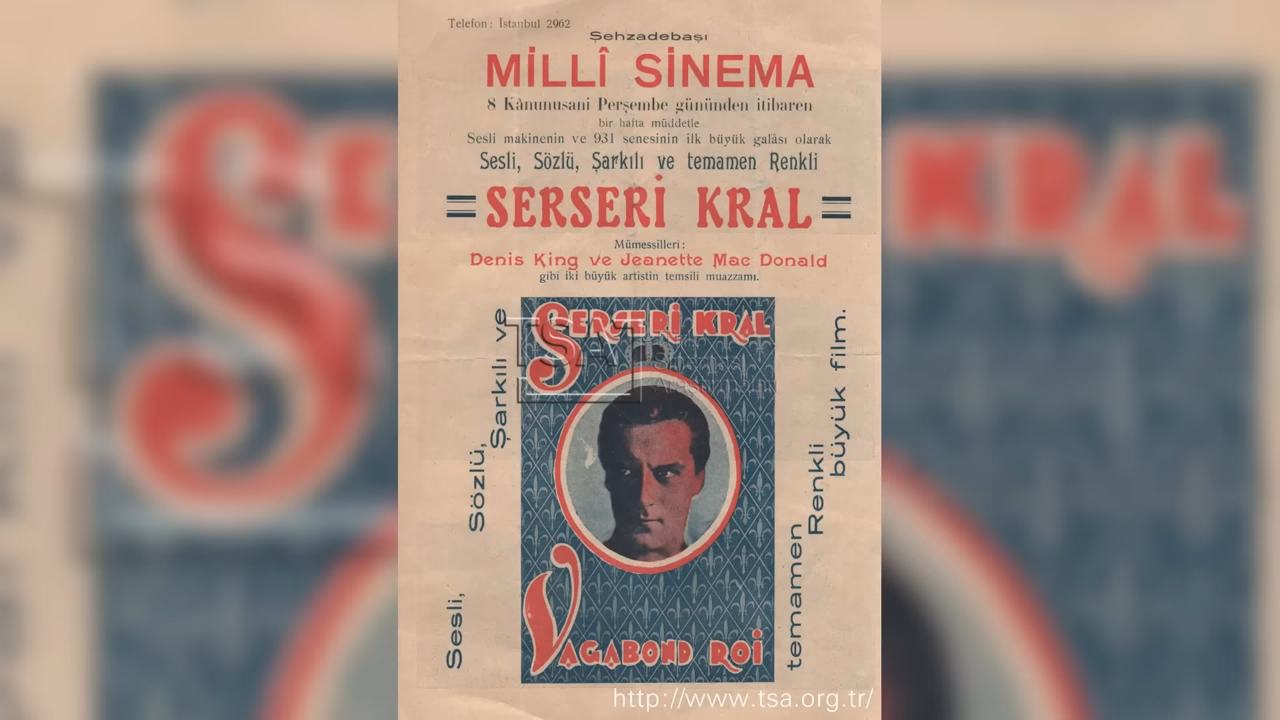 Telefon: İstanbul 2962
Şehzadebaşı
MİLLÎ SİNEMA
8 Kânunusani Perşembe gününden itibaren
bir hafta müddetle
Sesli makinenin ve 931 senesinin ilk büyük galâsı olarak
Sesli, Sözlü, Şarkılı ve temamen Renkli
SERSERİ KRAL
Mümessilleri:
Denis King ve Jeanette Mac Donald
gibi iki büyük artistin temsili muazzamı.
Sesli, Sözlü, Şarkılı ve
temamen Renkli büyük film.
SERSERİ KRAL
TSA
VAGABOND ROİ
http://www.tsa.org.tr/